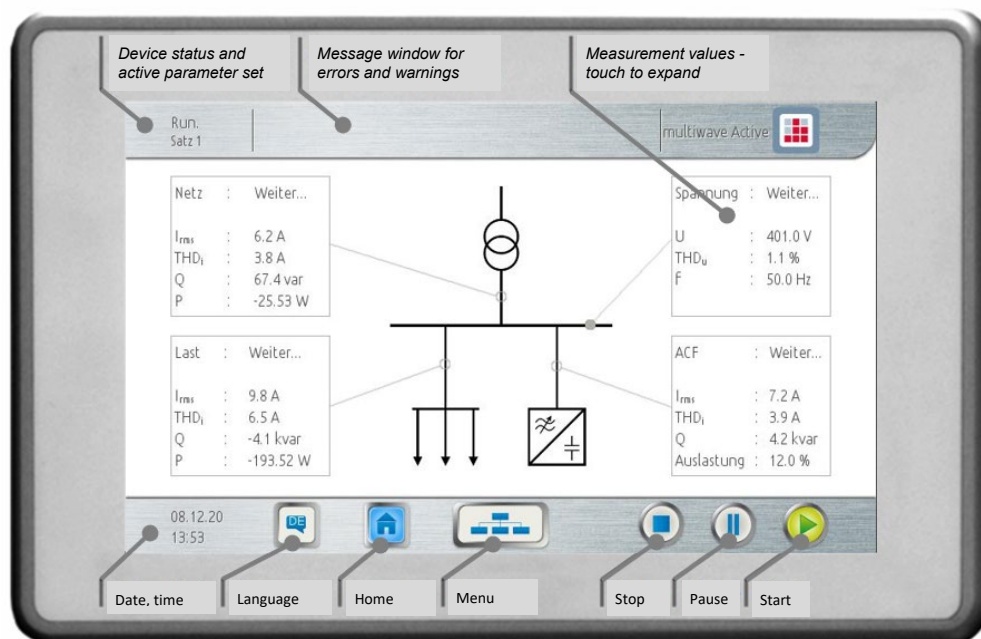 Device status and
active parameter set
Message window for
errors and warnings
Measurement values -
touch to expand
Run.
Satz 1
multiwave Active
Netz : Weiter...
Irms : 6.2 A
THDi : 3.8 A
Q : 67.4 var
P : -25.53 W
Spannung : Weiter...
U : 401.0 V
THDu : 1.1 %
f : 50.0 Hz
Last : Weiter...
Irms : 9.8 A
THDi : 6.5 A
Q : -4.1 kvar
P : -193.52 W
ACF : Weiter...
Irms : 7.2 A
THDi : 3.9 A
Q : 4.2 kvar
Auslastung : 12.0 %
08.12.20
13:53
DE
Date, time
Language
Home
Menu
Stop
Pause
Start